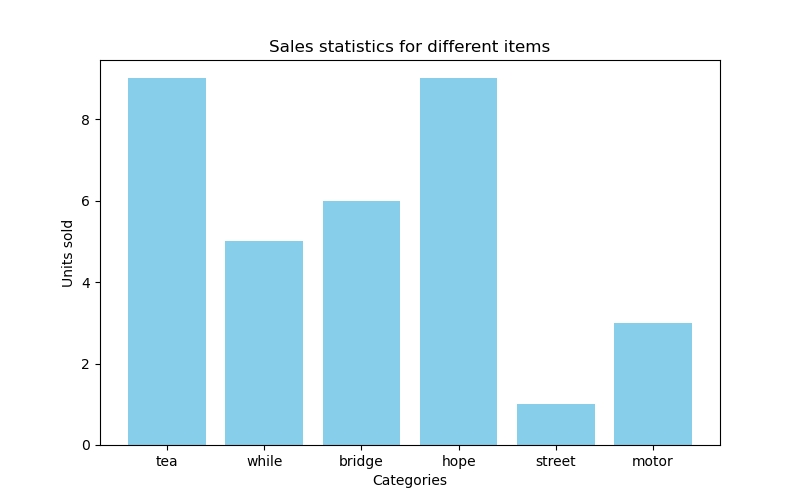 Sales statistics for different items
Units sold
8
6
4
2
0
tea while bridge hope street motor
Categories